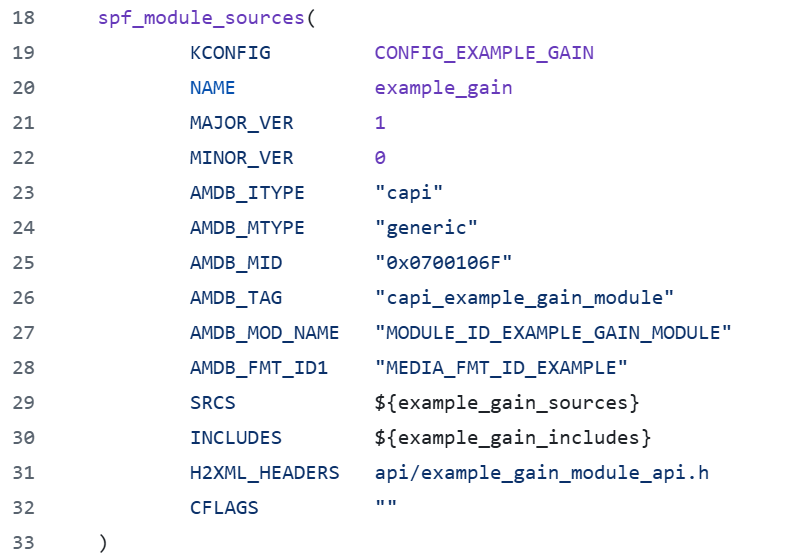 18 spf_module_sources(
19 KCONFIG CONFIG_EXAMPLE_GAIN
20 NAME example_gain
21 MAJOR_VER 1
22 MINOR_VER 0
23 AMDB_ITYPE "capi"
24 AMDB_MTYPE "generic"
25 AMDB_MID "0x0700106F"
26 AMDB_TAG "capi_example_gain_module"
27 AMDB_MOD_NAME "MODULE_ID_EXAMPLE_GAIN_MODULE"
28 AMDB_FMT_ID1 "MEDIA_FMT_ID_EXAMPLE"
29 SRCS ${example_gain_sources}
30 INCLUDES ${example_gain_includes}
31 H2XML_HEADERS api/example_gain_module_api.h
32 CFLAGS ""
33 )